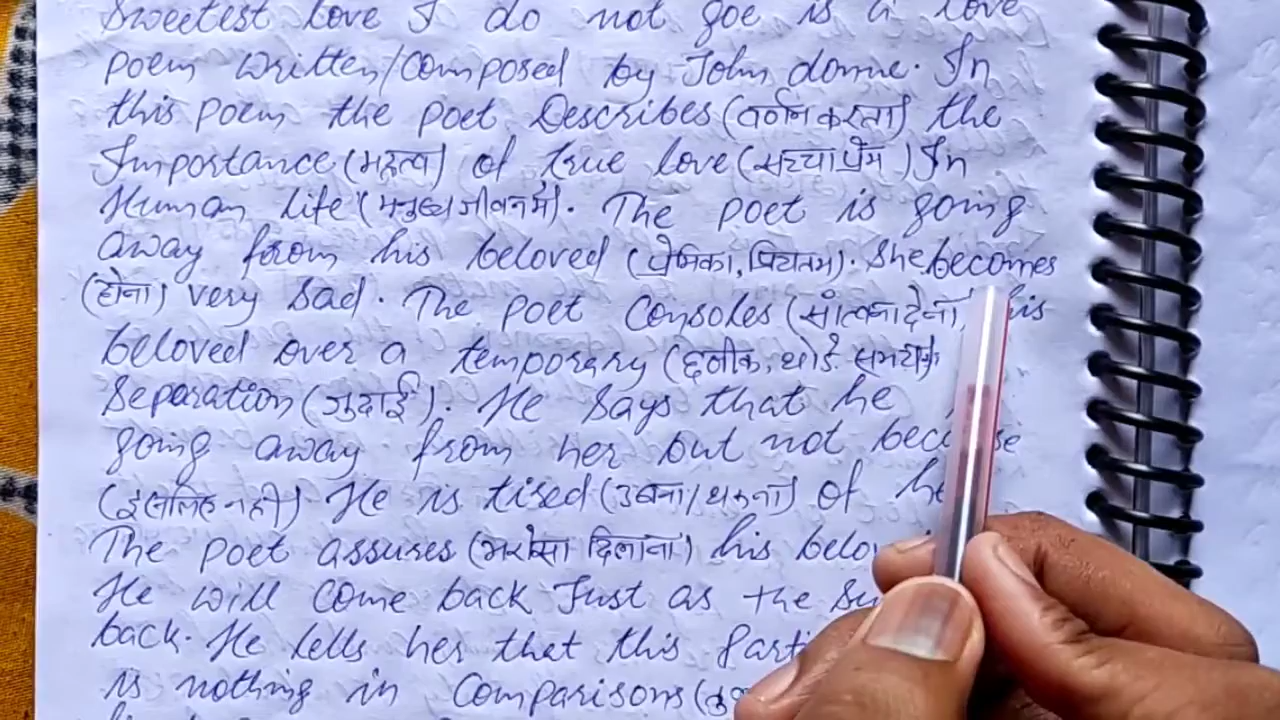 Sweetest love I do not goe is a love
poem written/composed by John donne. In
this poem the poet Describes (वर्णन करता) the
Importance (महत्व) of true love (सच्चा प्रेम) In
Human life (मनुष्य जीवन में). The poet is going
away from his beloved (प्रेमिका, प्रियतम). She becomes
(होना) very sad. The poet consoles (सांत्वना देना) his
beloved over a temporary (छनीक, थोडे समय
Separation (जुदाई). He says that he
going away from her but not
(इसलिए नही) He is tired (उबना/थकना) of
The poet assures (भरोसा दिलाना) his
He will come back Just as the
back. He tells her that this
is nothing in Comparisons